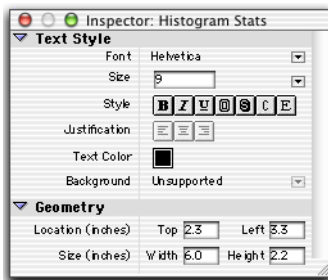 Inspector: Histogram Stats
Text Style
Font Helvetica
Size 9
Style B I U O S C E
Justification
Text Color
Background Unsupported
Geometry
Location (inches) Top 2.3 Left 3.3
Size (inches) Width 6.0 Height 2.2